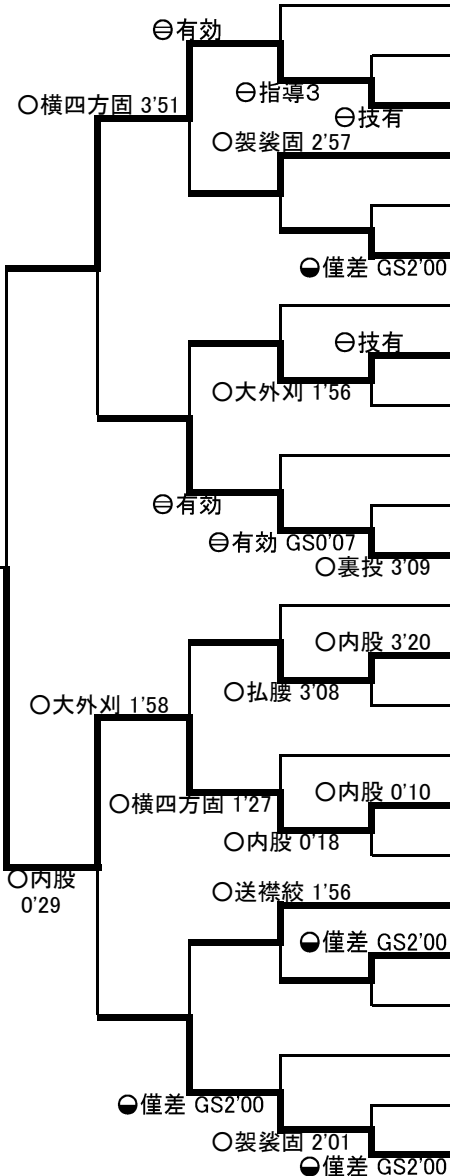 ⊖有効
⊖指導3
○横四方固 3'51
⊖技有
○袈裟固 2'57
◒僅差 GS2'00
⊖技有
○大外刈 1'56
⊖有効
⊖有効 GS0'07
○裏投 3'09
○内股 3'20
○払腰 3'08
○大外刈 1'58
○内股 0'10
○横四方固 1'27
○内股 0'18
○内股
0'29
○送襟絞 1'56
◒僅差 GS2'00
◒僅差 GS2'00
○袈裟固 2'01
◒僅差 GS2'00